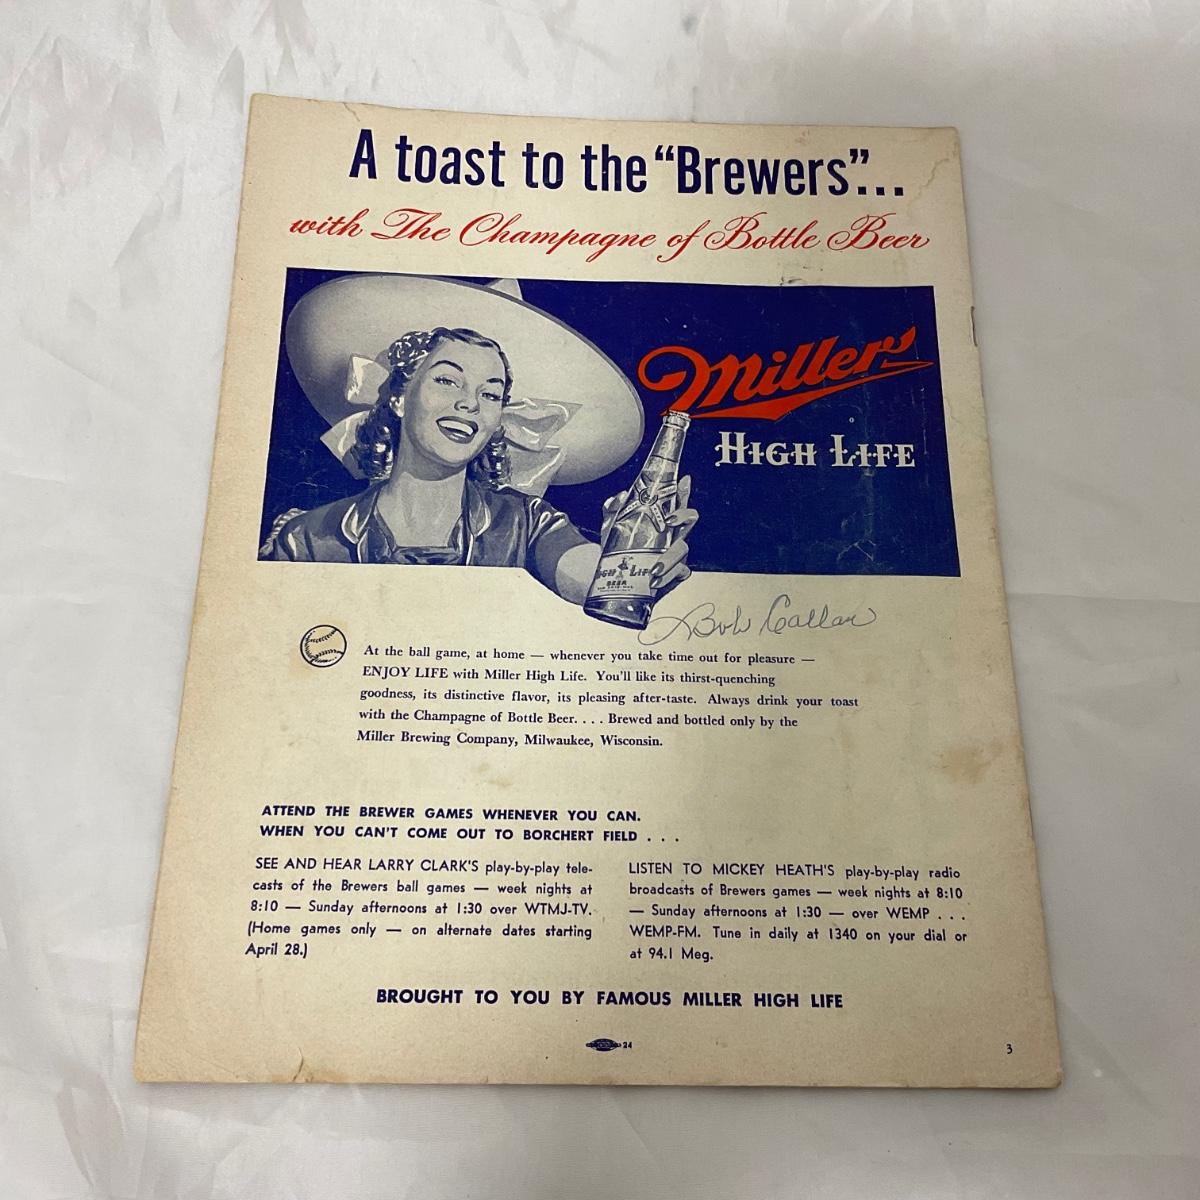 A toast to the “Brewers”...
with The Champagne of Bottle Beer
Miller
HIGH LIFE
HIGH LIFE
BEER
Bob Callan
At the ball game, at home — whenever you take time out for pleasure —
ENJOY LIFE with Miller High Life. You'll like its thirst-quenching
goodness, its distinctive flavor, its pleasing after-taste. Always drink your toast
with the Champagne of Bottle Beer. . . . Brewed and bottled only by the
Miller Brewing Company, Milwaukee, Wisconsin.
ATTEND THE BREWER GAMES WHENEVER YOU CAN.
WHEN YOU CAN'T COME OUT TO BORCHERT FIELD . . .
SEE AND HEAR LARRY CLARK'S play-by-play tele-
casts of the Brewers ball games — week nights at
8:10 — Sunday afternoons at 1:30 over WTMJ-TV.
(Home games only — on alternate dates starting
April 28.)
LISTEN TO MICKEY HEATH'S play-by-play radio
broadcasts of Brewers games — week nights at 8:10
— Sunday afternoons at 1:30 — over WEMP . . .
WEMP-FM. Tune in daily at 1340 on your dial or
at 94.1 Meg.
BROUGHT TO YOU BY FAMOUS MILLER HIGH LIFE
24
3